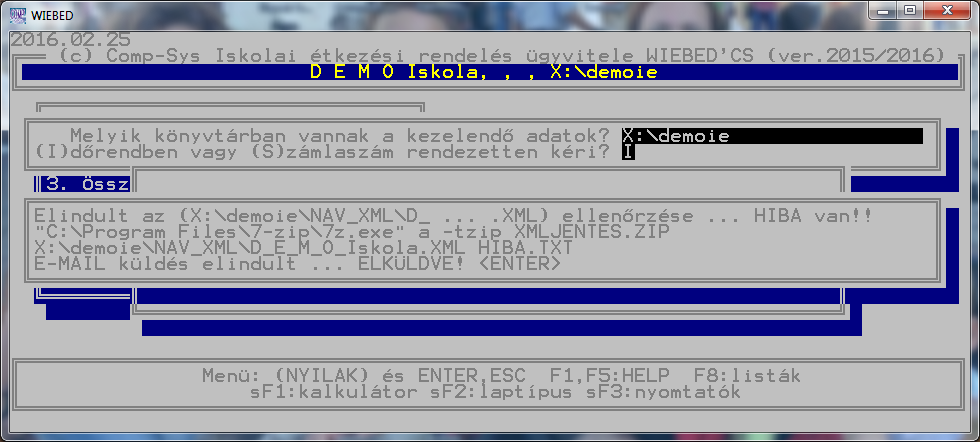 WIEBED
2016.02.25
(c) Comp-Sys Iskolai étkezési rendelés ügyvitele WIEBED'CS (ver.2015/2016)
D E M O Iskola, , , X:\demoie
Melyik könyvtárban vannak a kezelendő adatok? X:\demoie
(I)dőrendben vagy (S)zámlaszám rendezetten kéri? I
3. Össz
Elindult az (X:\demoie\NAV_XML\D_ ... .XML) ellenőrzése ... HIBA van!!
"C:\Program Files\7-zip\7z.exe" a -tzip XMLJENTES.ZIP
X:\demoie\NAV_XML\D_E_M_O_Iskola.XML HIBA.TXT
E-MAIL küldés elindult ... ELKÜLDVE! <ENTER>
Menü: (NYILAK) és ENTER,ESC F1,F5:HELP F8:listák
sF1:kalkulátor sF2:laptípus sF3:nyomtatók